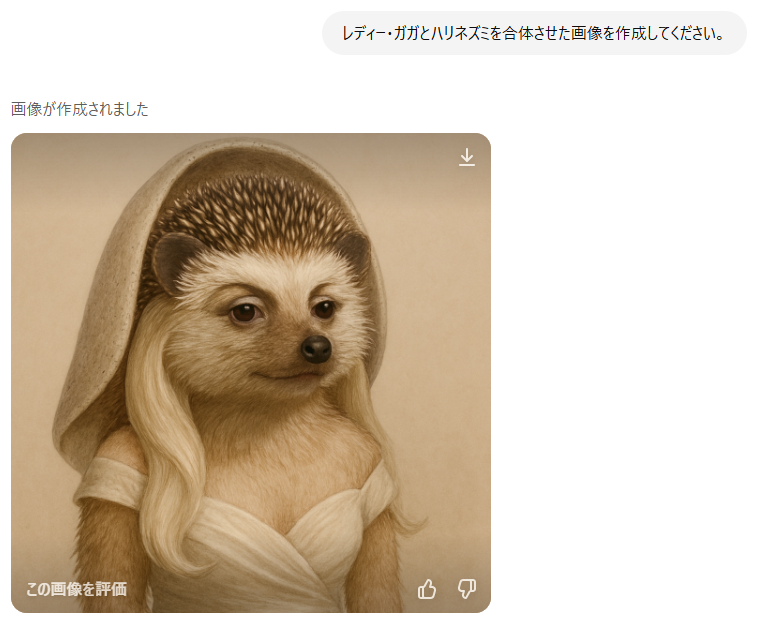 レディー・ガガとハリネズミを合体させた画像を作成してください。
画像が作成されました
この画像を評価